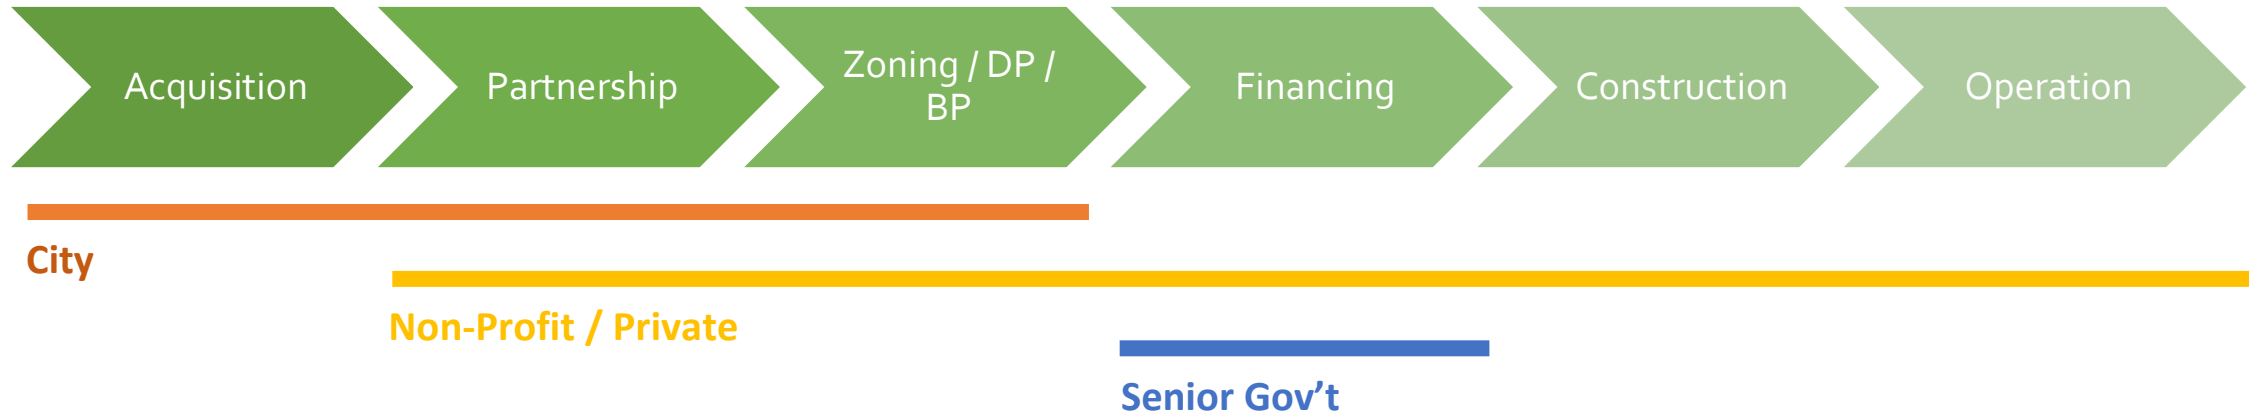 Acquisition
Partnership
Zoning / DP /
BP
Financing
Construction
Operation
City
Non-Profit / Private
Senior Gov’t